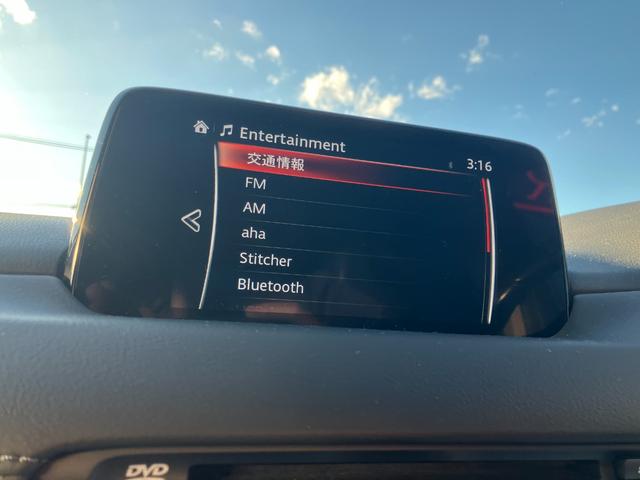 Entertainment
3:16
交通情報
FM
AM
aha
Stitcher
Bluetooth
DVD